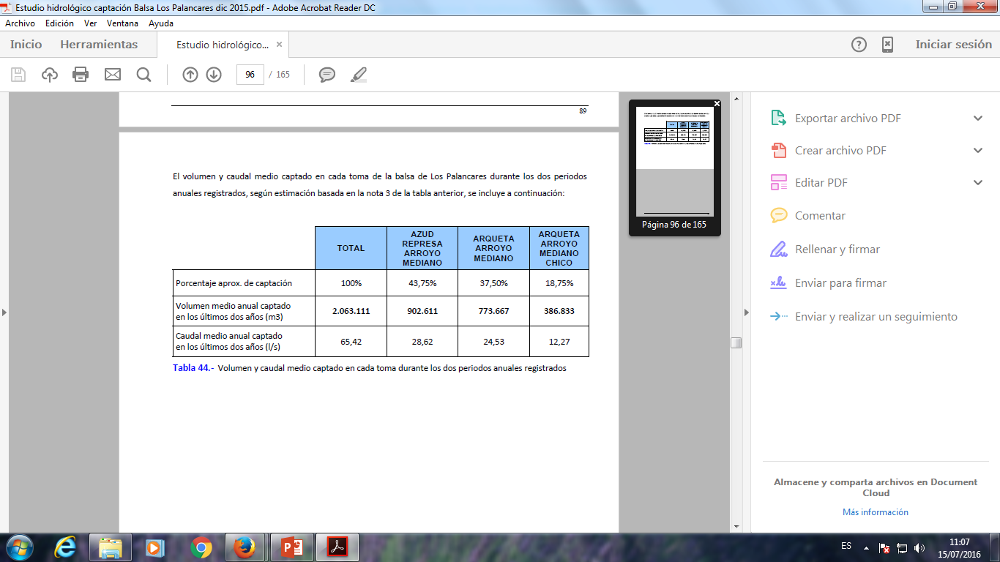 Estudio hidrológico captación Balsa Los Palancares dic 2015.pdf - Adobe Acrobat Reader DC
Archivo Edición Ver Ventana Ayuda
Inicio Herramientas Estudio hidrológico... × Iniciar sesión
96 / 165
89
El volumen y caudal medio captado en cada toma de la balsa de Los Palancares durante los dos periodos
anuales registrados, según estimación basada en la nota 3 de la tabla anterior, se incluye a continuación:
TOTAL
AZUD
REPRESA
ARROYO
MEDIANO
ARQUETA
ARROYO
MEDIANO
ARQUETA
ARROYO
MEDIANO
CHICO
Porcentaje aprox. de captación 100% 43,75% 37,50% 18,75%
Volumen medio anual captado
en los últimos dos años (m3)
2.063.111 902.611 773.667 386.833
Caudal medio anual captado
en los últimos dos años (l/s)
65,42 28,62 24,53 12,27
Tabla 44.- Volumen y caudal medio captado en cada toma durante los dos periodos anuales registrados
Página 96 de 165
Exportar archivo PDF
Crear archivo PDF
Editar PDF
Comentar
Rellenar y firmar
Enviar para firmar
Enviar y realizar un seguimiento
Almacene y comparta archivos en Document
Cloud
Más información
ES
11:07
15/07/2016